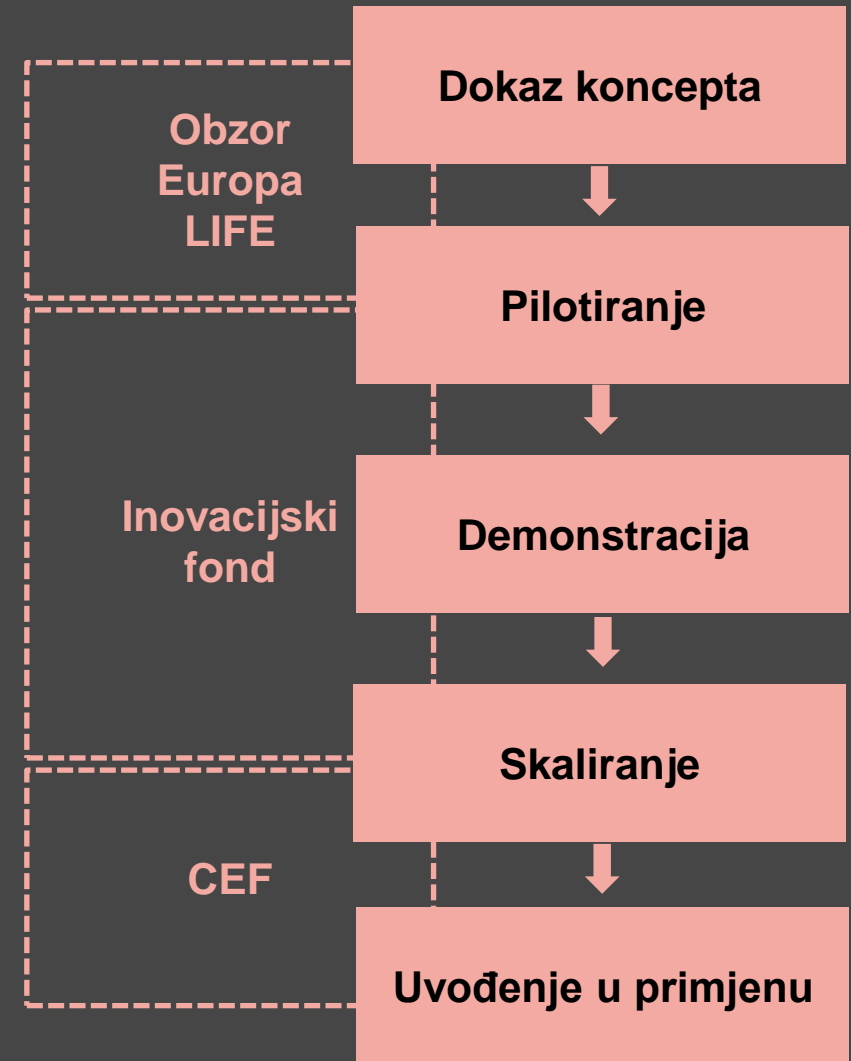 Dokaz koncepta
Obzor
Europa
LIFE
Pilotiranje
Inovacijski
fond
Demonstracija
Skaliranje
CEF
Uvođenje u primjenu